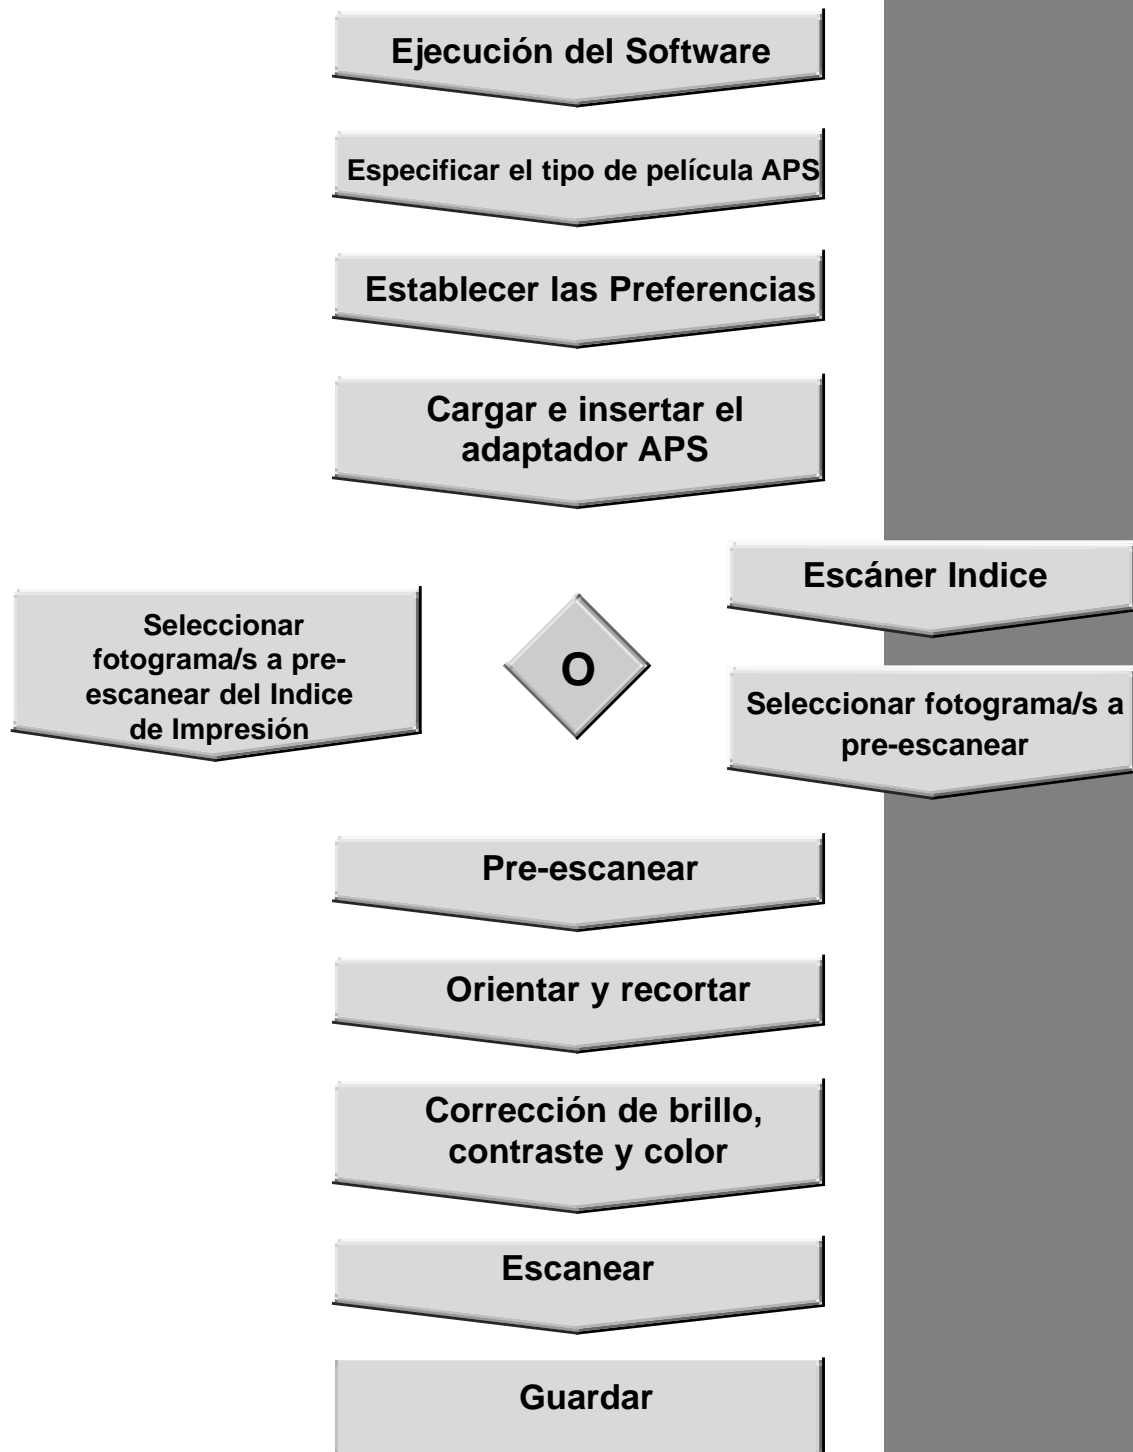 Ejecución del Software
Especificar el tipo de película APS
Establecer las Preferencias
Cargar e insertar el
adaptador APS
Seleccionar
fotograma/s a pre-
escanear del Indice
de Impresión
O
Escáner Indice
Seleccionar fotograma/s a
pre-escanear
Pre-escanear
Orientar y recortar
Corrección de brillo,
contraste y color
Escanear
Guardar